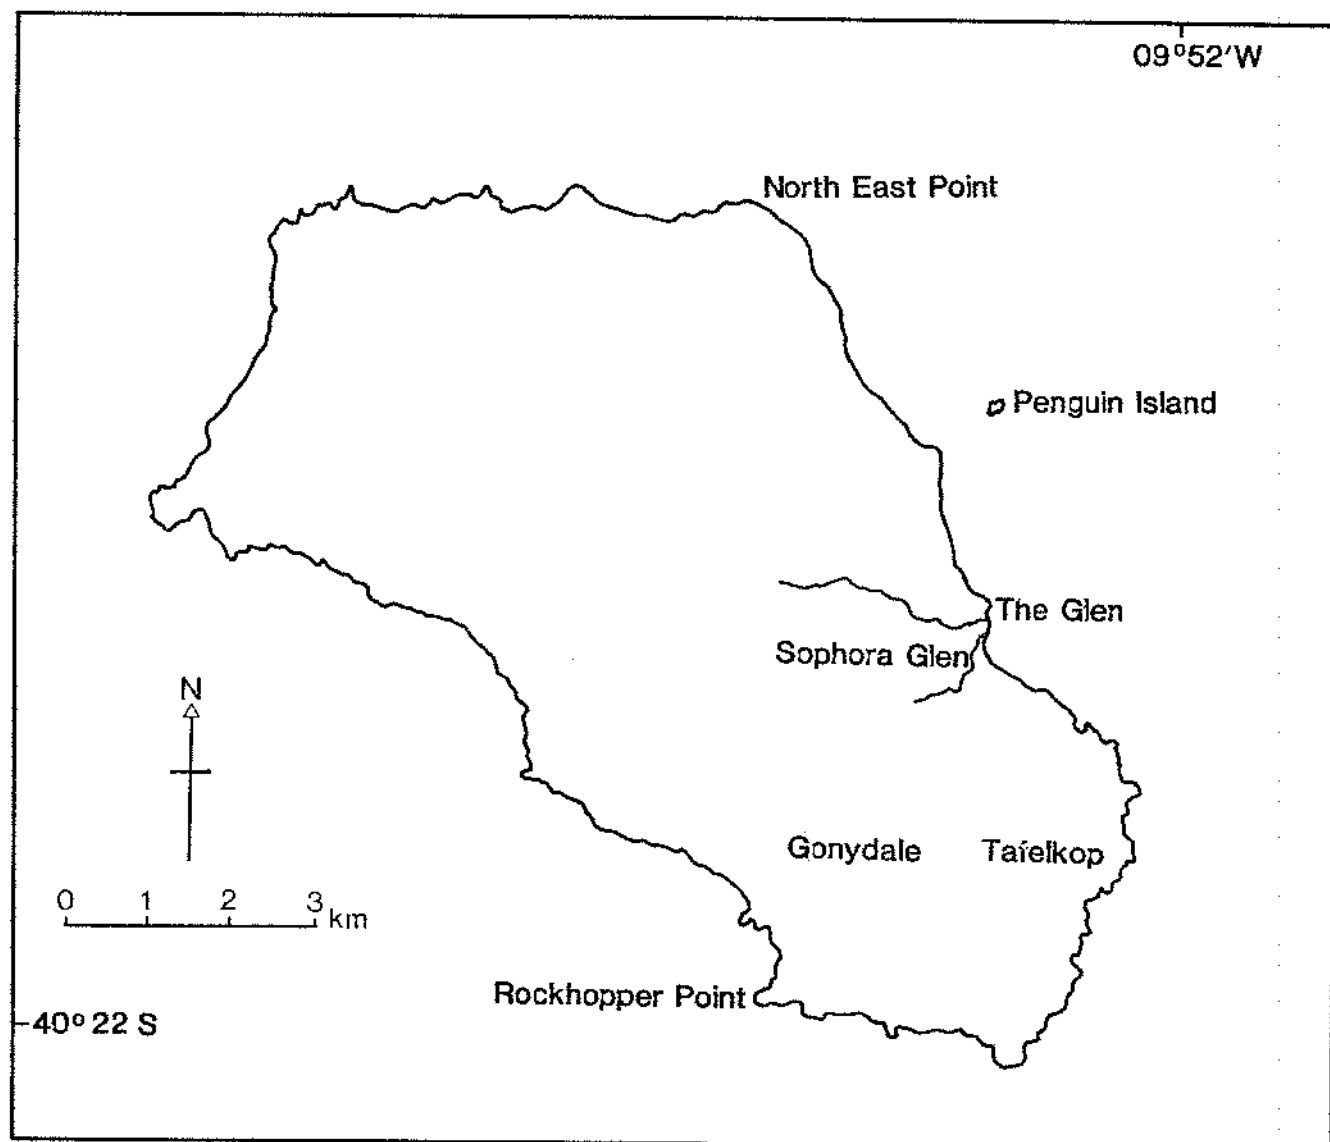 09°52'W
North East Point
Penguin Island
The Glen
Sophora Glen
N
Gonydale Tafelkop
0 1 2 3 km
Rockhopper Point
40° 22 S